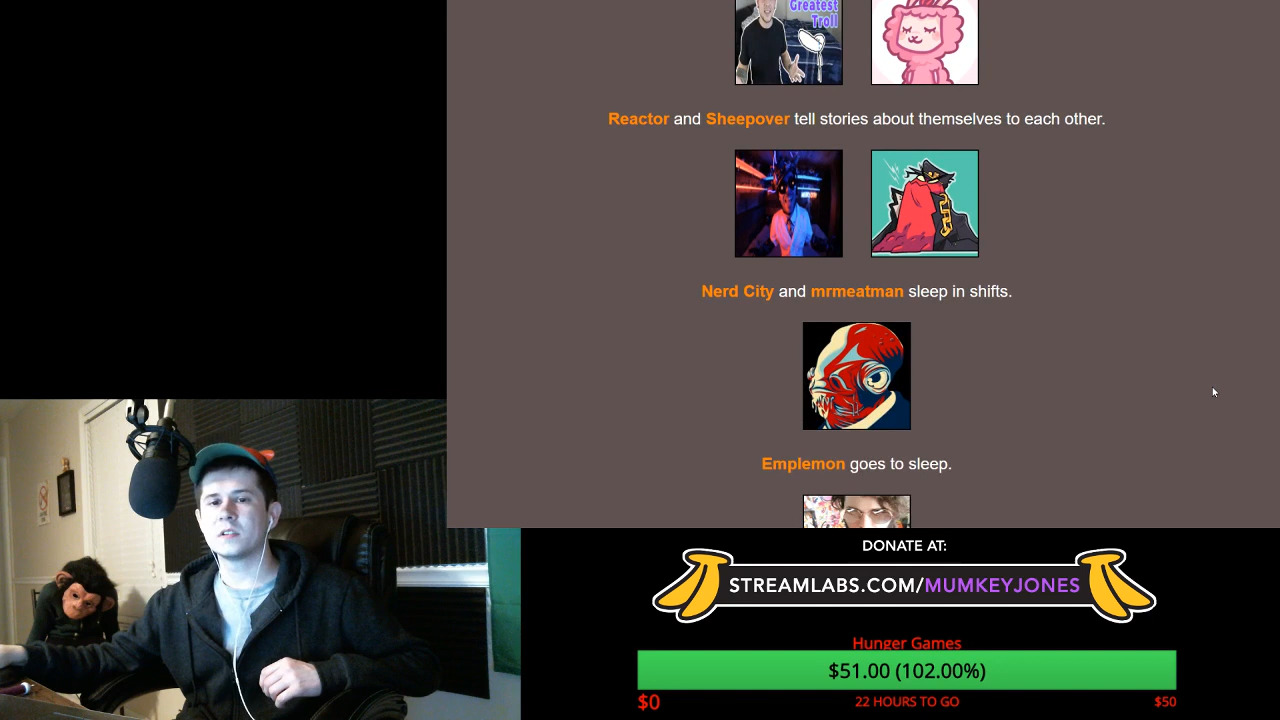 Greatest
Troll
Reactor and Sheepover tell stories about themselves to each other.
Nerd City and mrmeatman sleep in shifts.
Emplemon goes to sleep.
DONATE AT:
STREAMLABS.COM/MUMKEYJONES
Hunger Games
$51.00 (102.00%)
$0
22 HOURS TO GO
$50